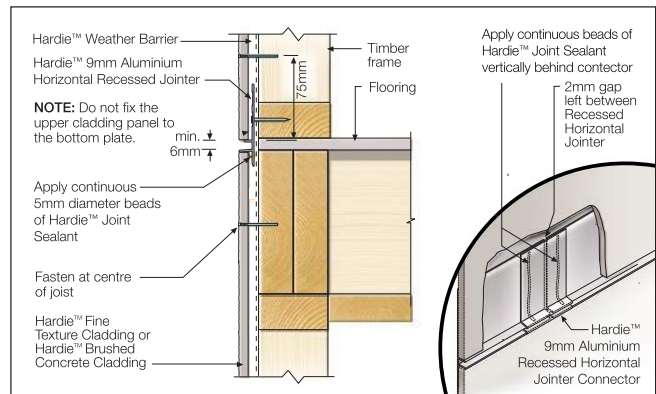 Hardie™ Weather Barrier
Hardie™ 9mm Aluminium
Horizontal Recessed Jointer
NOTE: Do not fix the
upper cladding panel to
the bottom plate.
min.
6mm
Apply continuous
5mm diameter beads
of Hardie™ Joint
Sealant
Fasten at centre
of joist
Hardie™ Fine
Texture Cladding or
Hardie™ Brushed
Concrete Cladding
75mm
Timber
frame
Flooring
Apply continuous beads of
Hardie™ Joint Sealant
vertically behind contector
2mm gap
left between
Recessed
Horizontal
Jointer
Hardie™
9mm Aluminium
Recessed Horizontal
Jointer Connector